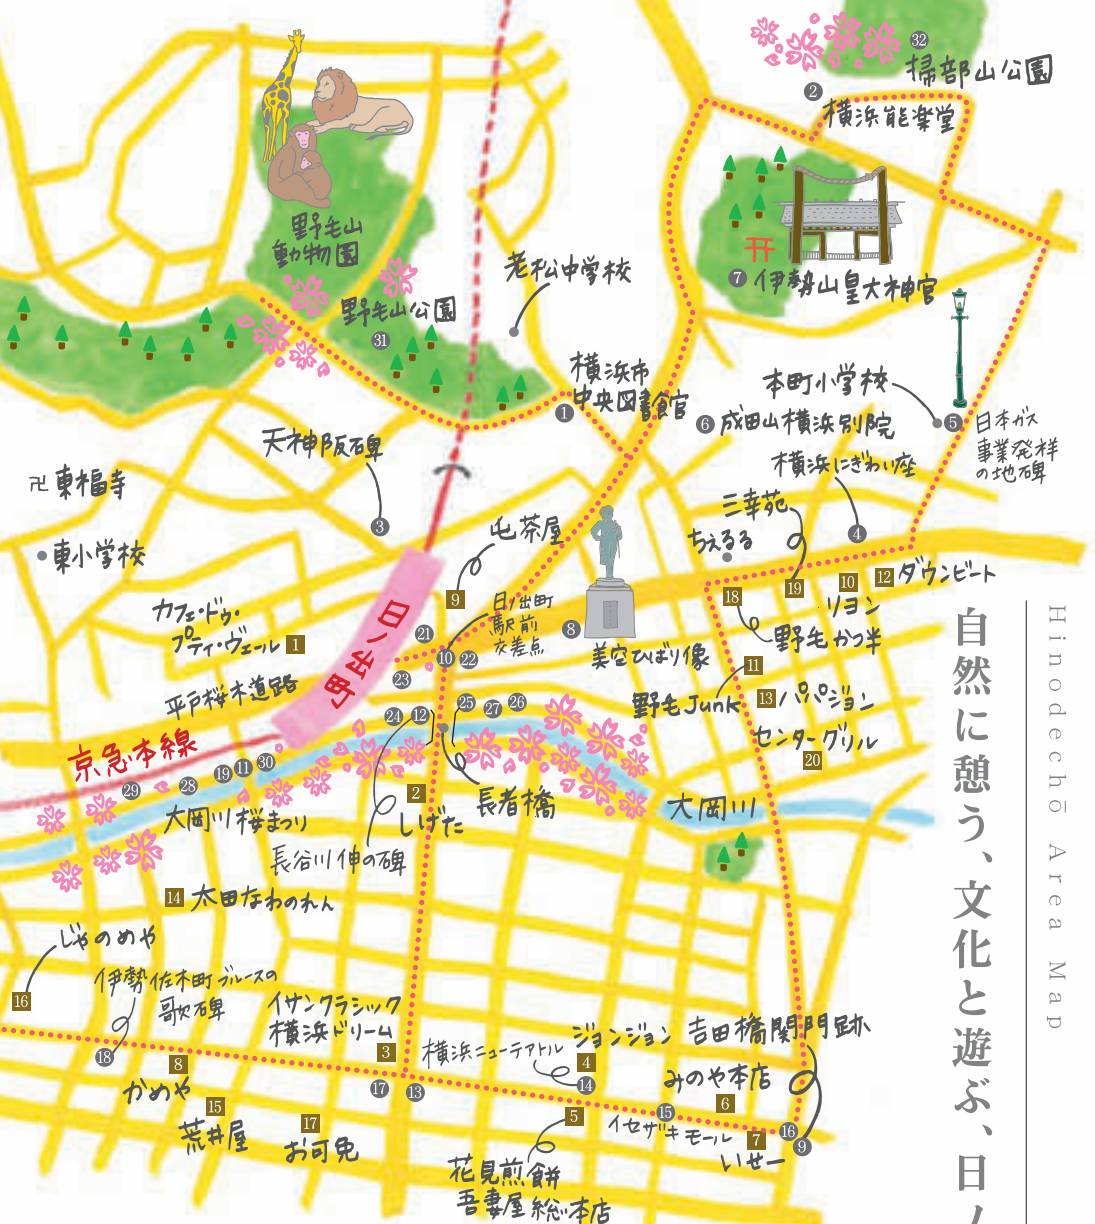 32
掃部山公園
2
横浜能楽堂
野毛山
動物園
老松中学校
7 伊勢山皇大神宮
野毛山公園
31
横浜市
中央図書館
1
本町小学校
5
日本ガス
事業発祥
の地碑
6 成田山横浜別院
横浜にぎわい座
4
天神阪碑
3
卍 東福寺
東小学校
三幸苑
19
ちぇるる
屯茶屋
9
10
リヨン
12 ダウンビート
18
野毛かつ半
11
野毛Junk
13 パパジョン
センターグリル
20
カフェ・ドゥ・
プティ・ヴェール 1
日ノ出町
日ノ出町
駅前
交差点
8
美空ひばり像
21
10
22
23
平戸桜木道路
京急本線
24
12
25
27
26
29
28
19
11
30
大岡川桜まつり
2
しげた
長者橋
大岡川
長谷川伸の碑
14 太田なわのれん
じゃのめや
16
伊勢佐木町ブルースの
歌碑
18
イサンクラシック
横浜ドリーム
3
横浜ニューテアトル
14
ジョンジョン
4
吉田橋関門跡
9
みのや本店
6
8
かめや
15
荒井屋
17
お可免
17
13
5
花見煎餅
吾妻屋総本店
15
イセザキモール
7
いせ一
16
Hinodechō Area Map
自然に憩う、文化と遊ぶ、日ノ